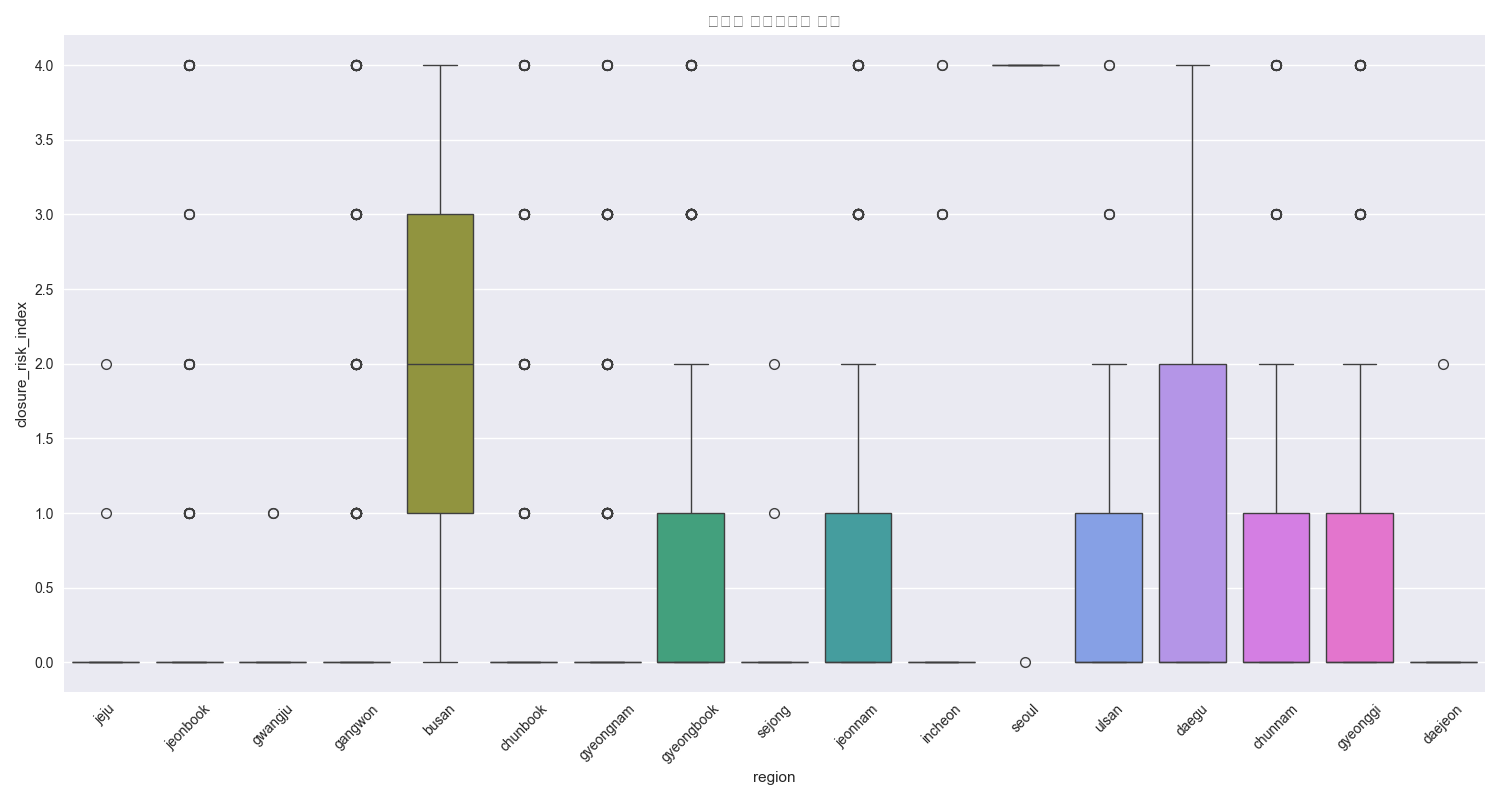 closure_risk_index
4.0
3.5
3.0
2.5
2.0
1.5
1.0
0.5
0.0
jeju
jeonbook
gwangju
gangwon
busan
chunbook
gyeongnam
gyeongbook
sejong
jeonnam
incheon
seoul
ulsan
daegu
chunnam
gyeonggi
daejeon
region